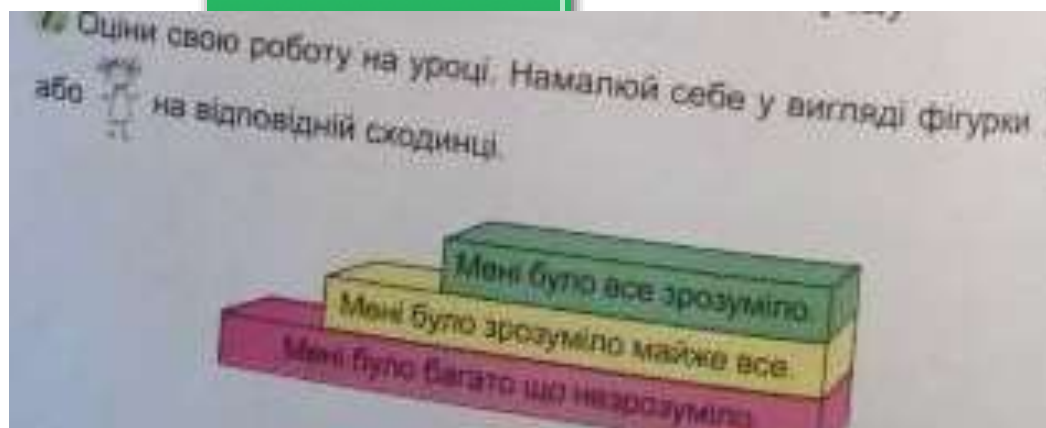 7. Оціни свою роботу на уроці. Намалюй себе у вигляді фігурки
або на відповідній сходинці.
Мені було все зрозуміло.
Мені було зрозуміло майже все.
Мені було багато що незрозуміло.